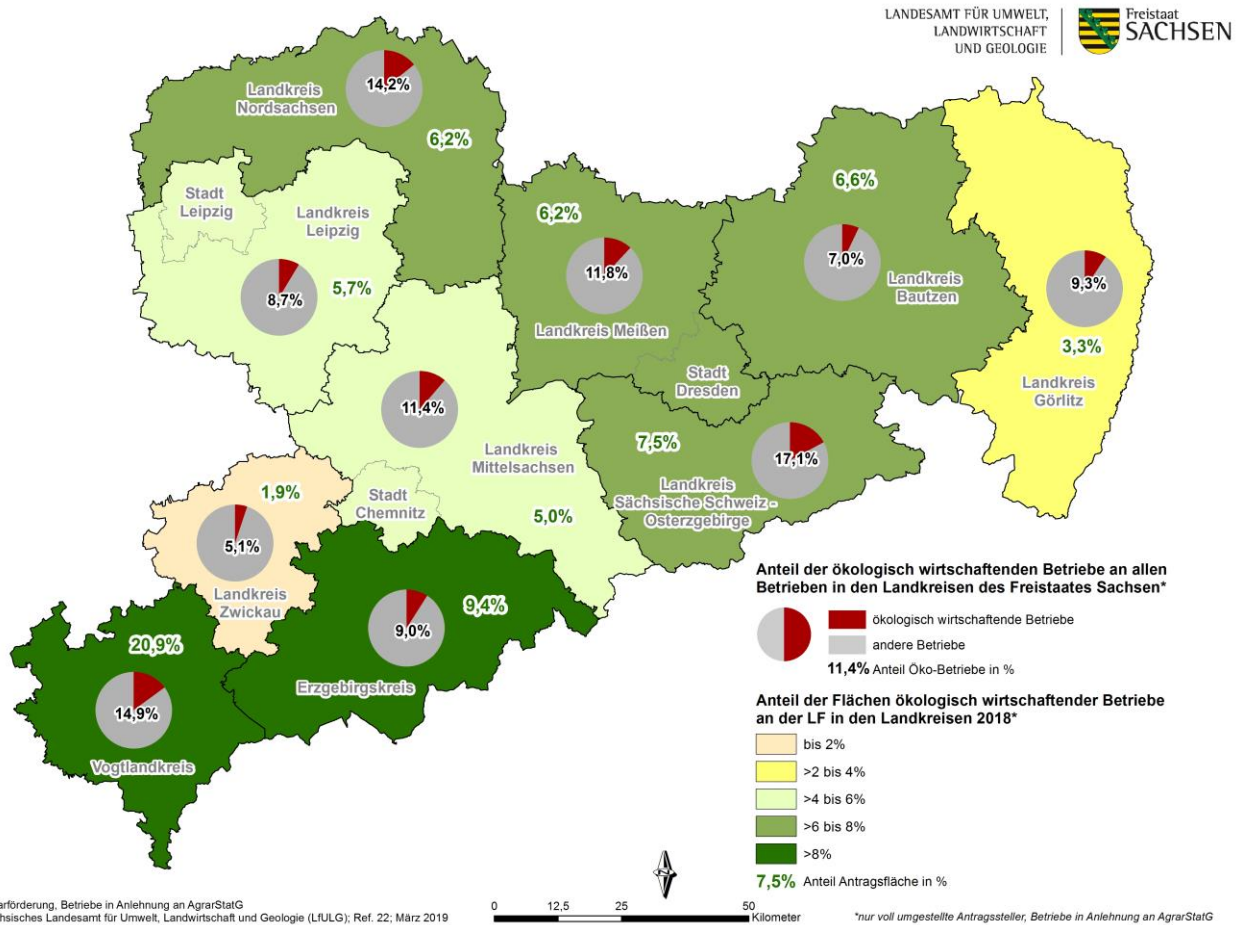 LANDESAMT FÜR UMWELT,
LANDWIRTSCHAFT
UND GEOLOGIE
Freistaat
SACHSEN
14,2%
Landkreis
Nordsachsen
6,2%
Stadt
Leipzig
Landkreis
Leipzig
8,7%
5,7%
6,2%
11,8%
Landkreis Meißen
Stadt
Dresden
6,6%
7,0%
Landkreis
Bautzen
9,3%
3,3%
Landkreis
Görlitz
11,4%
Landkreis
Mittelsachsen
Stadt
Chemnitz
5,0%
7,5%
17,1%
Landkreis
Sächsische Schweiz -
Osterzgebirge
1,9%
5,1%
Landkreis
Zwickau
9,4%
9,0%
Erzgebirgskreis
20,9%
14,9%
Vogtlandkreis
Anteil der ökologisch wirtschaftenden Betriebe an allen
Betrieben in den Landkreisen des Freistaates Sachsen*
ökologisch wirtschaftende Betriebe
andere Betriebe
11,4% Anteil Öko-Betriebe in %
Anteil der Flächen ökologisch wirtschaftender Betriebe
an der LF in den Landkreisen 2018*
bis 2%
>2 bis 4%
>4 bis 6%
>6 bis 8%
>8%
7,5% Anteil Antragsfläche in %
arförderung, Betriebe in Anlehnung an AgrarStatG
hsisches Landesamt für Umwelt, Landwirtschaft und Geologie (LfULG); Ref. 22; März 2019
0 12,5 25 50 Kilometer
*nur voll umgestellte Antragssteller, Betriebe in Anlehnung an AgrarStatG